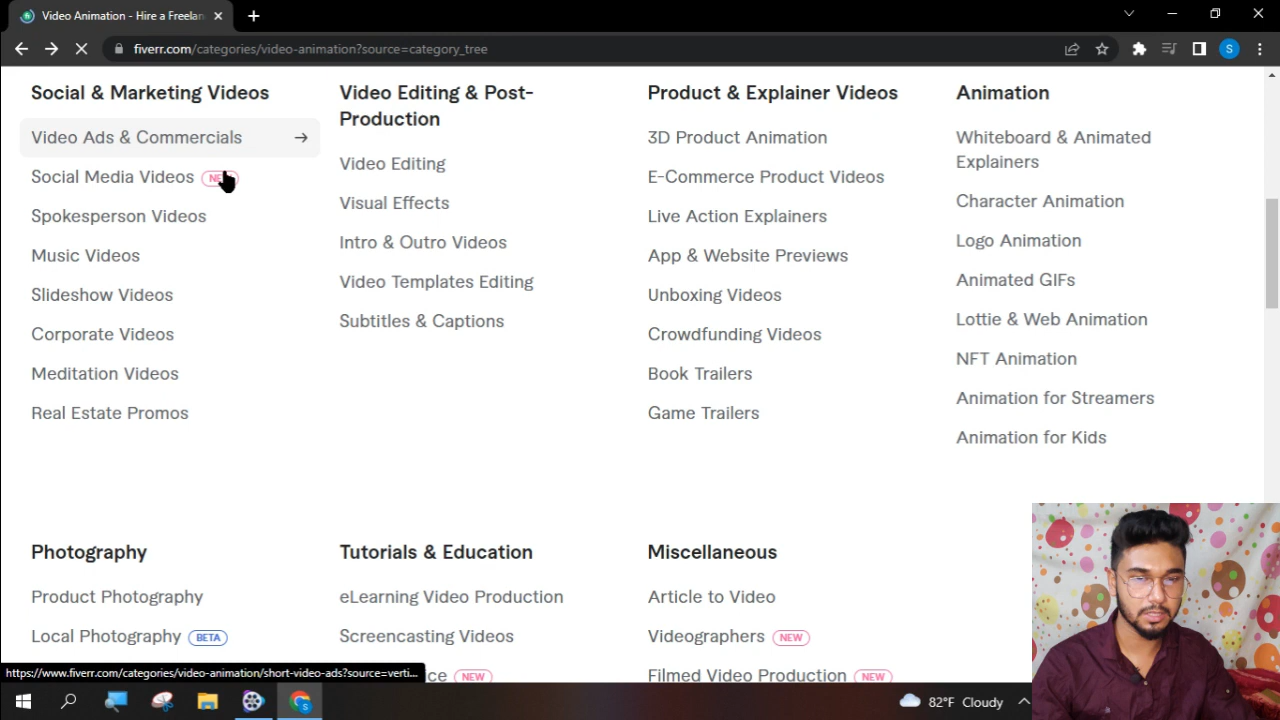 Video Animation - Hire a Freelan
fiverr.com/categories/video-animation?source=category_tree
S
Social & Marketing Videos
Video Ads & Commercials
Social Media Videos
Spokesperson Videos
Music Videos
Slideshow Videos
Corporate Videos
Meditation Videos
Real Estate Promos
Video Editing & Post-
Production
Video Editing
Visual Effects
Intro & Outro Videos
Video Templates Editing
Subtitles & Captions
Product & Explainer Videos
3D Product Animation
E-Commerce Product Videos
Live Action Explainers
App & Website Previews
Unboxing Videos
Crowdfunding Videos
Book Trailers
Game Trailers
Animation
Whiteboard & Animated
Explainers
Character Animation
Logo Animation
Animated GIFs
Lottie & Web Animation
NFT Animation
Animation for Streamers
Animation for Kids
Photography
Product Photography
Local Photography BETA
Tutorials & Education
eLearning Video Production
Screencasting Videos
NEW
Miscellaneous
Article to Video
Videographers NEW
Filmed Video Production NEW
https://www.fiverr.com/categories/video-animation/short-video-ads?source=verti...
82°F Cloudy